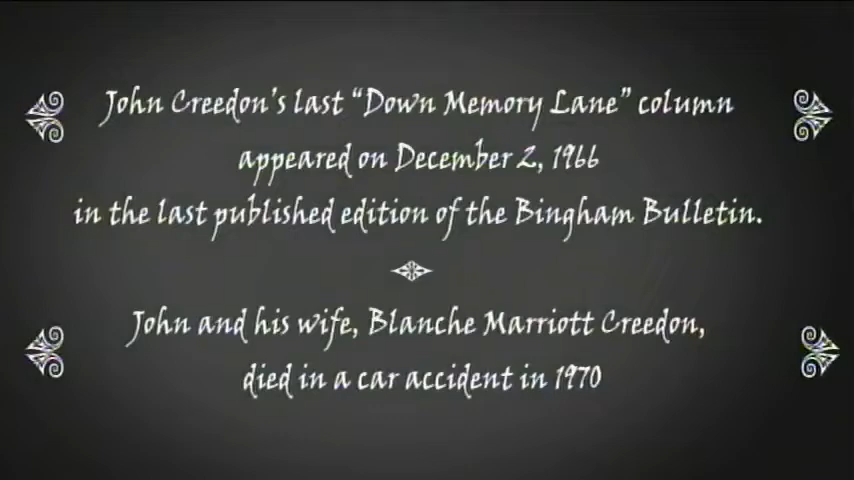 John Creedon's last "Down Memory Lane" column
appeared on December 2, 1966
in the last published edition of the Bingham Bulletin.
John and his wife, Blanche Marriott Creedon,
died in a car accident in 1970